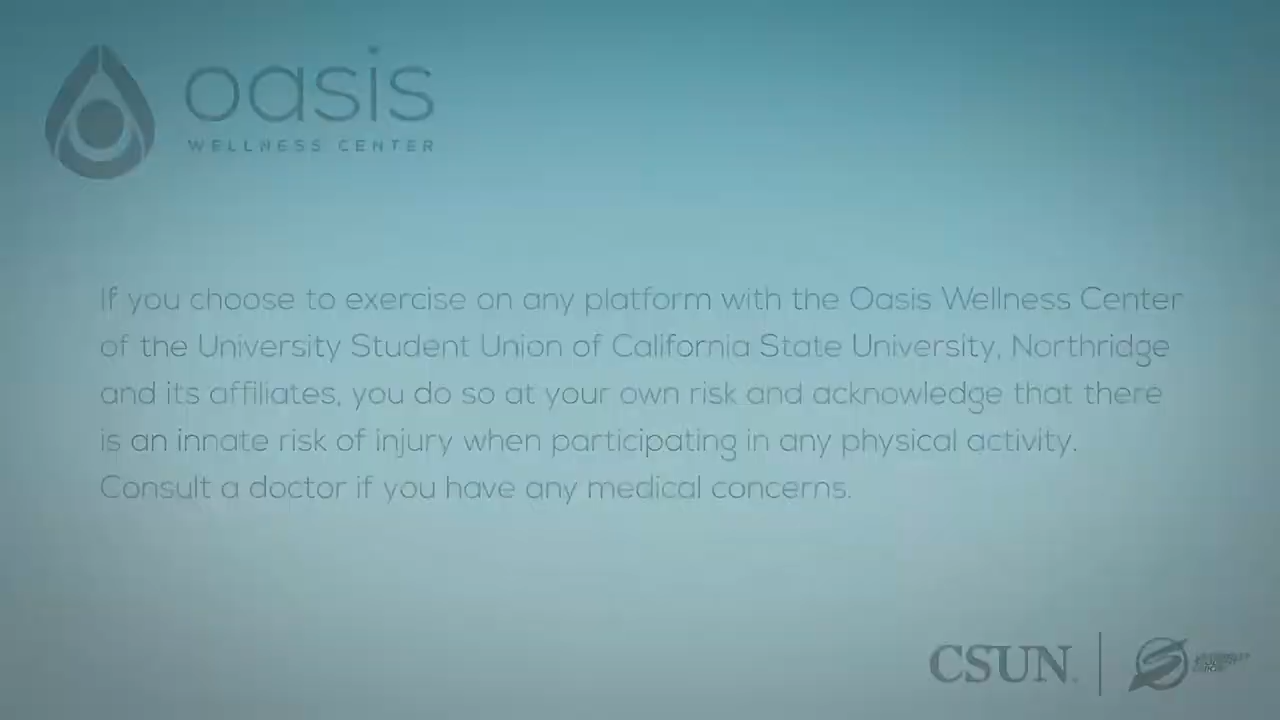 oasis
WELLNESS CENTER
If you choose to exercise on any platform with the Oasis Wellness Center
of the University Student Union of California State University, Northridge
and its affiliates, you do so at your own risk and acknowledge that there
is an innate risk of injury when participating in any physical activity.
Consult a doctor if you have any medical concerns.
CSUN.